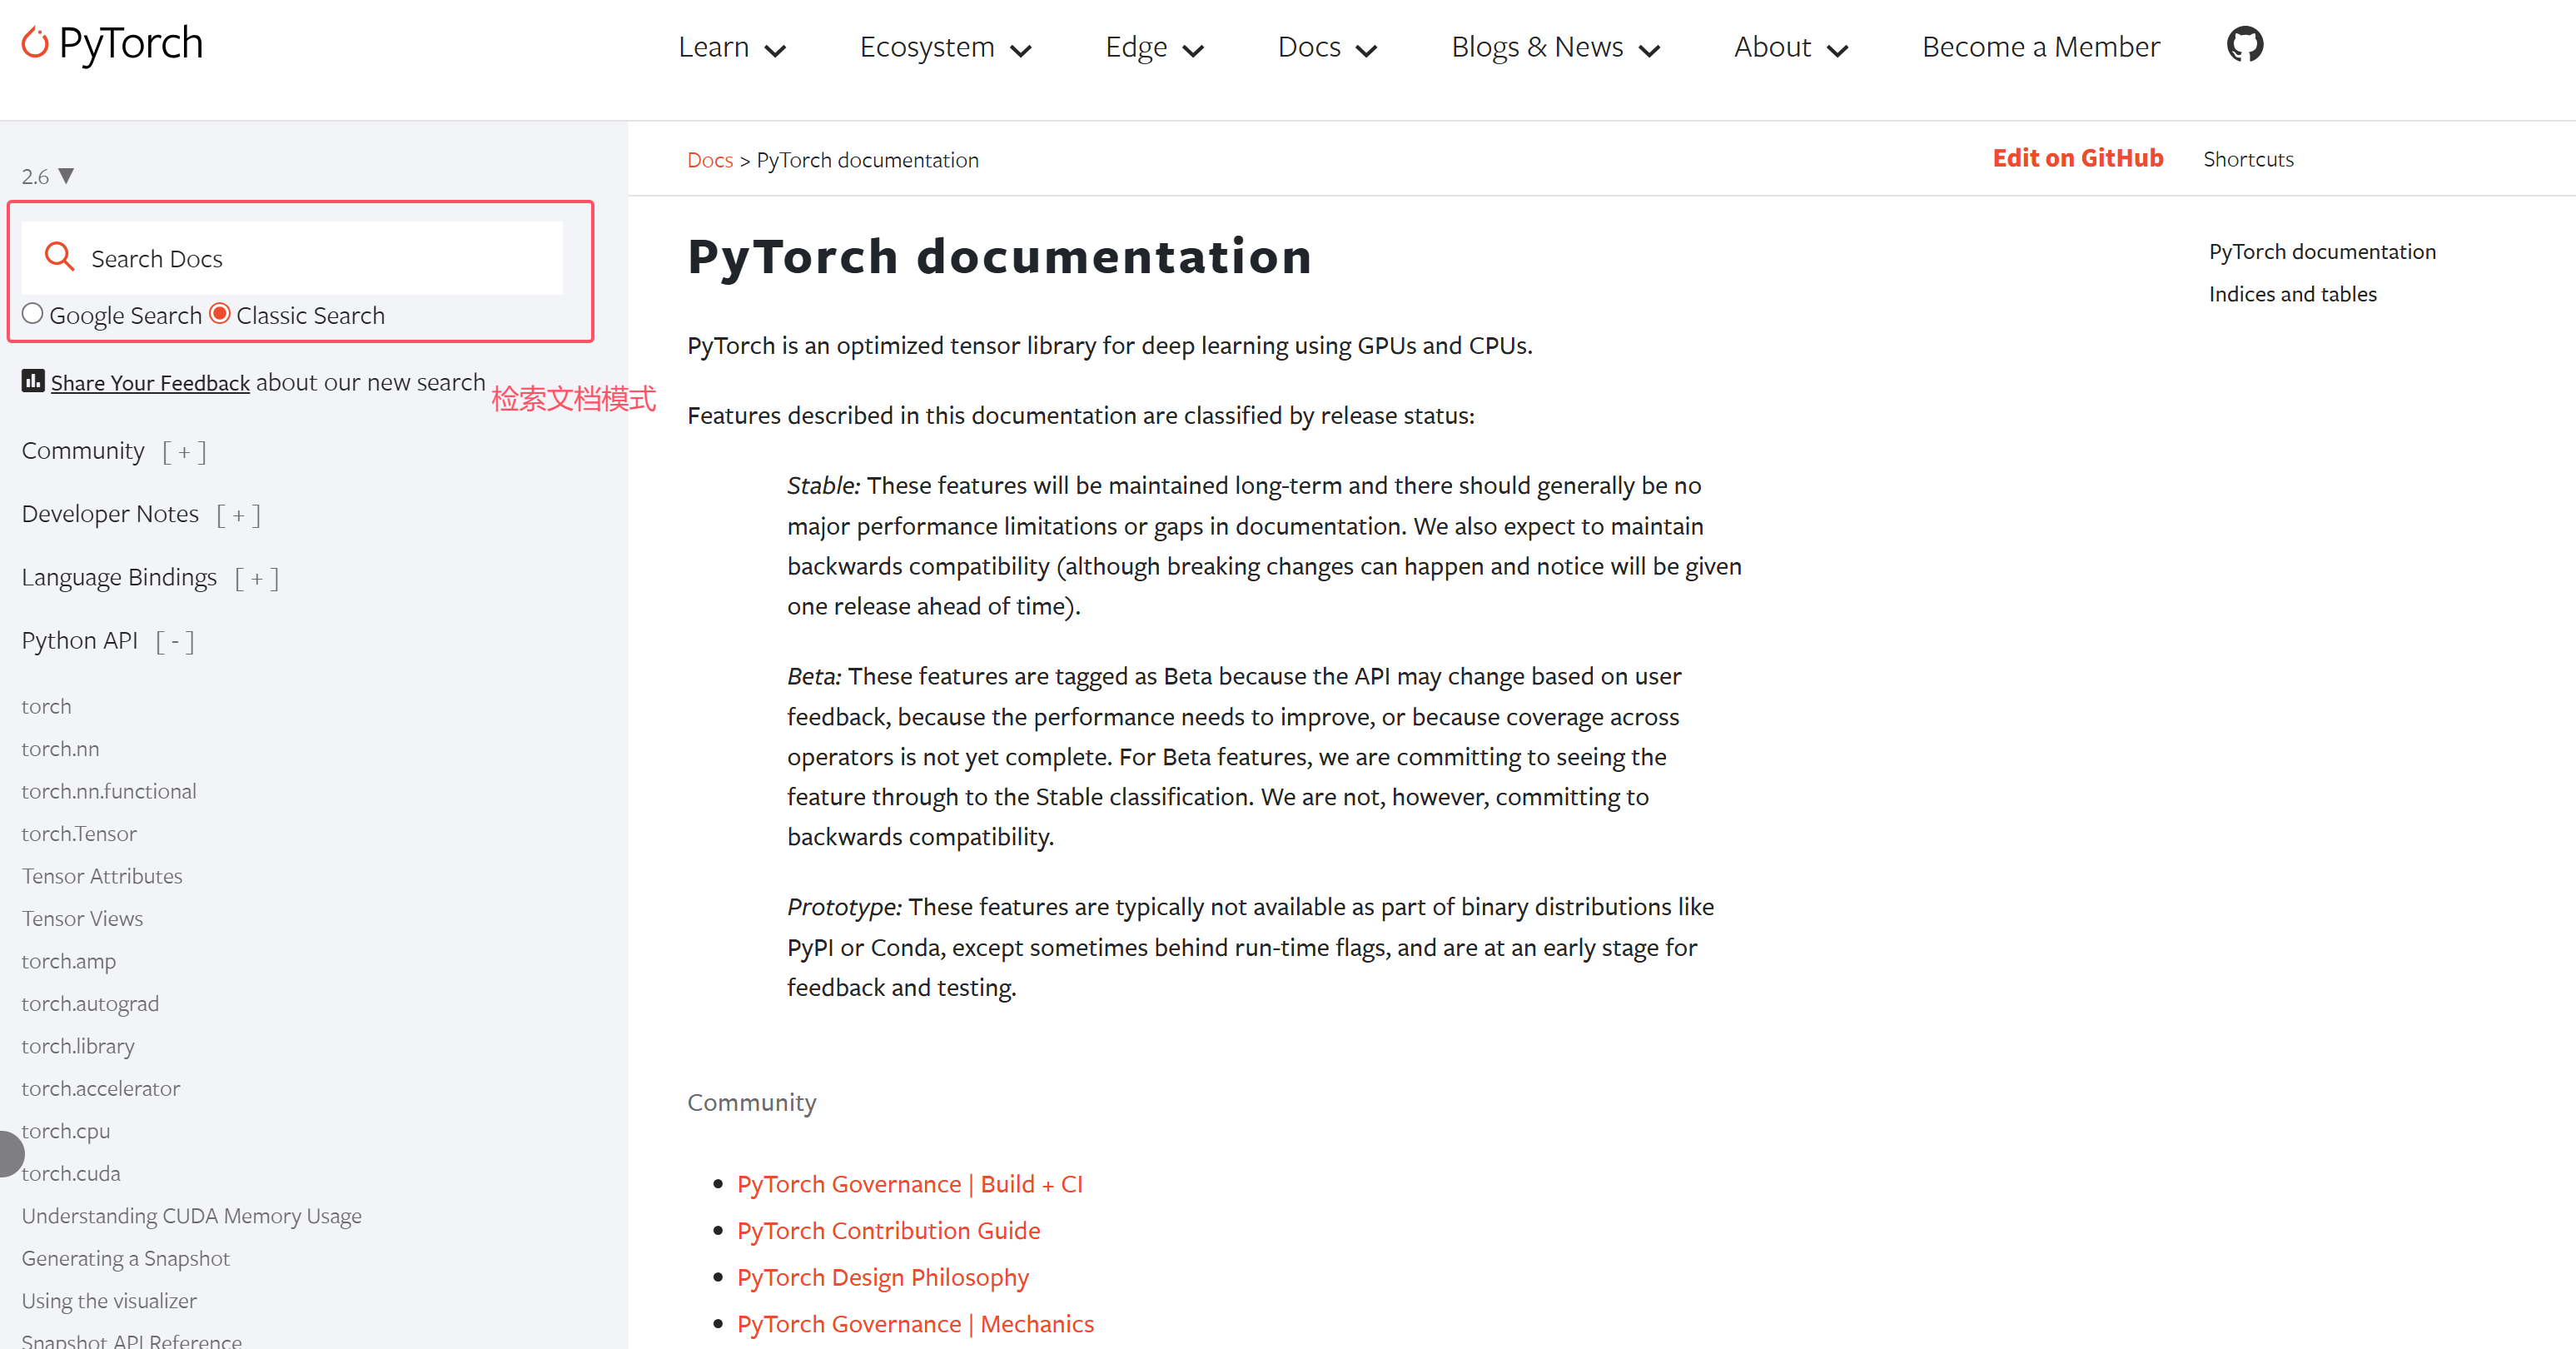 PyTorch
Learn Ecosystem Edge Docs Blogs & News About Become a Member
2.6 ▼
Search Docs
Google Search Classic Search
Share Your Feedback about our new search
检索文档模式
Community [ + ]
Developer Notes [ + ]
Language Bindings [ + ]
Python API [ - ]
torch
torch.nn
torch.nn.functional
torch.Tensor
Tensor Attributes
Tensor Views
torch.amp
torch.autograd
torch.library
torch.accelerator
torch.cpu
torch.cuda
Understanding CUDA Memory Usage
Generating a Snapshot
Using the visualizer
Snapshot API Reference
Docs > PyTorch documentation
Edit on GitHub
Shortcuts
PyTorch documentation
PyTorch is an optimized tensor library for deep learning using GPUs and CPUs.
Features described in this documentation are classified by release status:
Stable: These features will be maintained long-term and there should generally be no
major performance limitations or gaps in documentation. We also expect to maintain
backwards compatibility (although breaking changes can happen and notice will be given
one release ahead of time).
Beta: These features are tagged as Beta because the API may change based on user
feedback, because the performance needs to improve, or because coverage across
operators is not yet complete. For Beta features, we are committing to seeing the
feature through to the Stable classification. We are not, however, committing to
backwards compatibility.
Prototype: These features are typically not available as part of binary distributions like
PyPI or Conda, except sometimes behind run-time flags, and are at an early stage for
feedback and testing.
Community
PyTorch Governance | Build + CI
PyTorch Contribution Guide
PyTorch Design Philosophy
PyTorch Governance | Mechanics
PyTorch documentation
Indices and tables